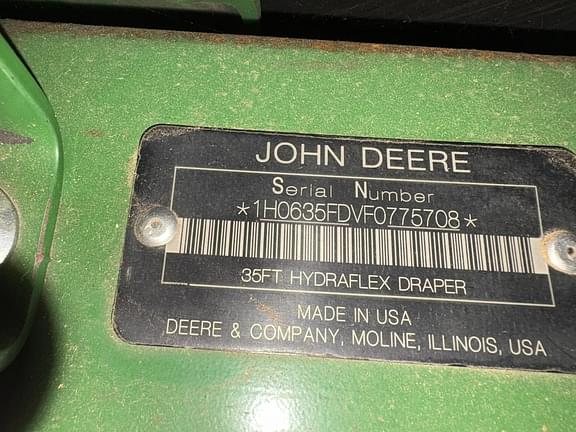 JOHN DEERE
Serial Number
*1H0635FDVF0775708*
35FT HYDRAFLEX DRAPER
MADE IN USA
DEERE & COMPANY, MOLINE, ILLINOIS, USA